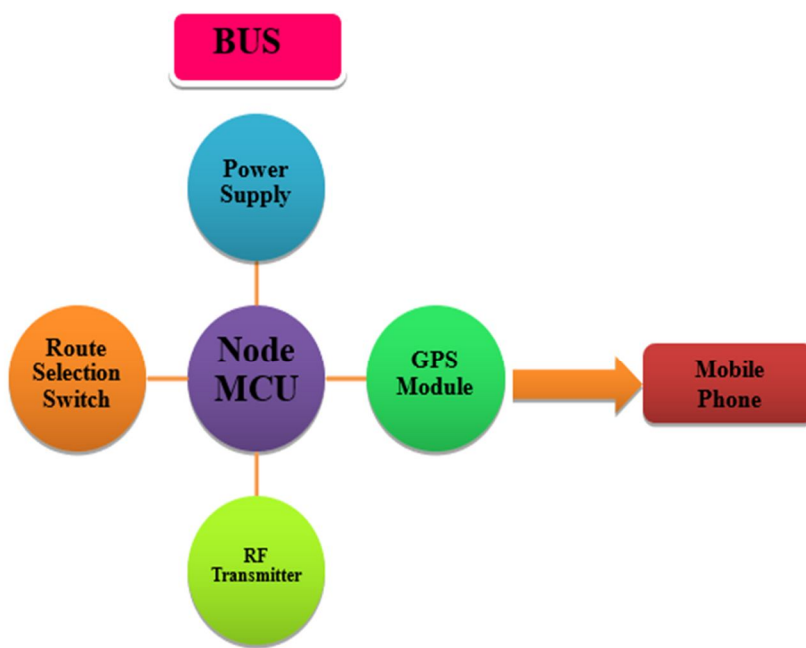 BUS
Power
Supply
Route
Selection
Switch
Node
MCU
GPS
Module
Mobile
Phone
RF
Transmitter